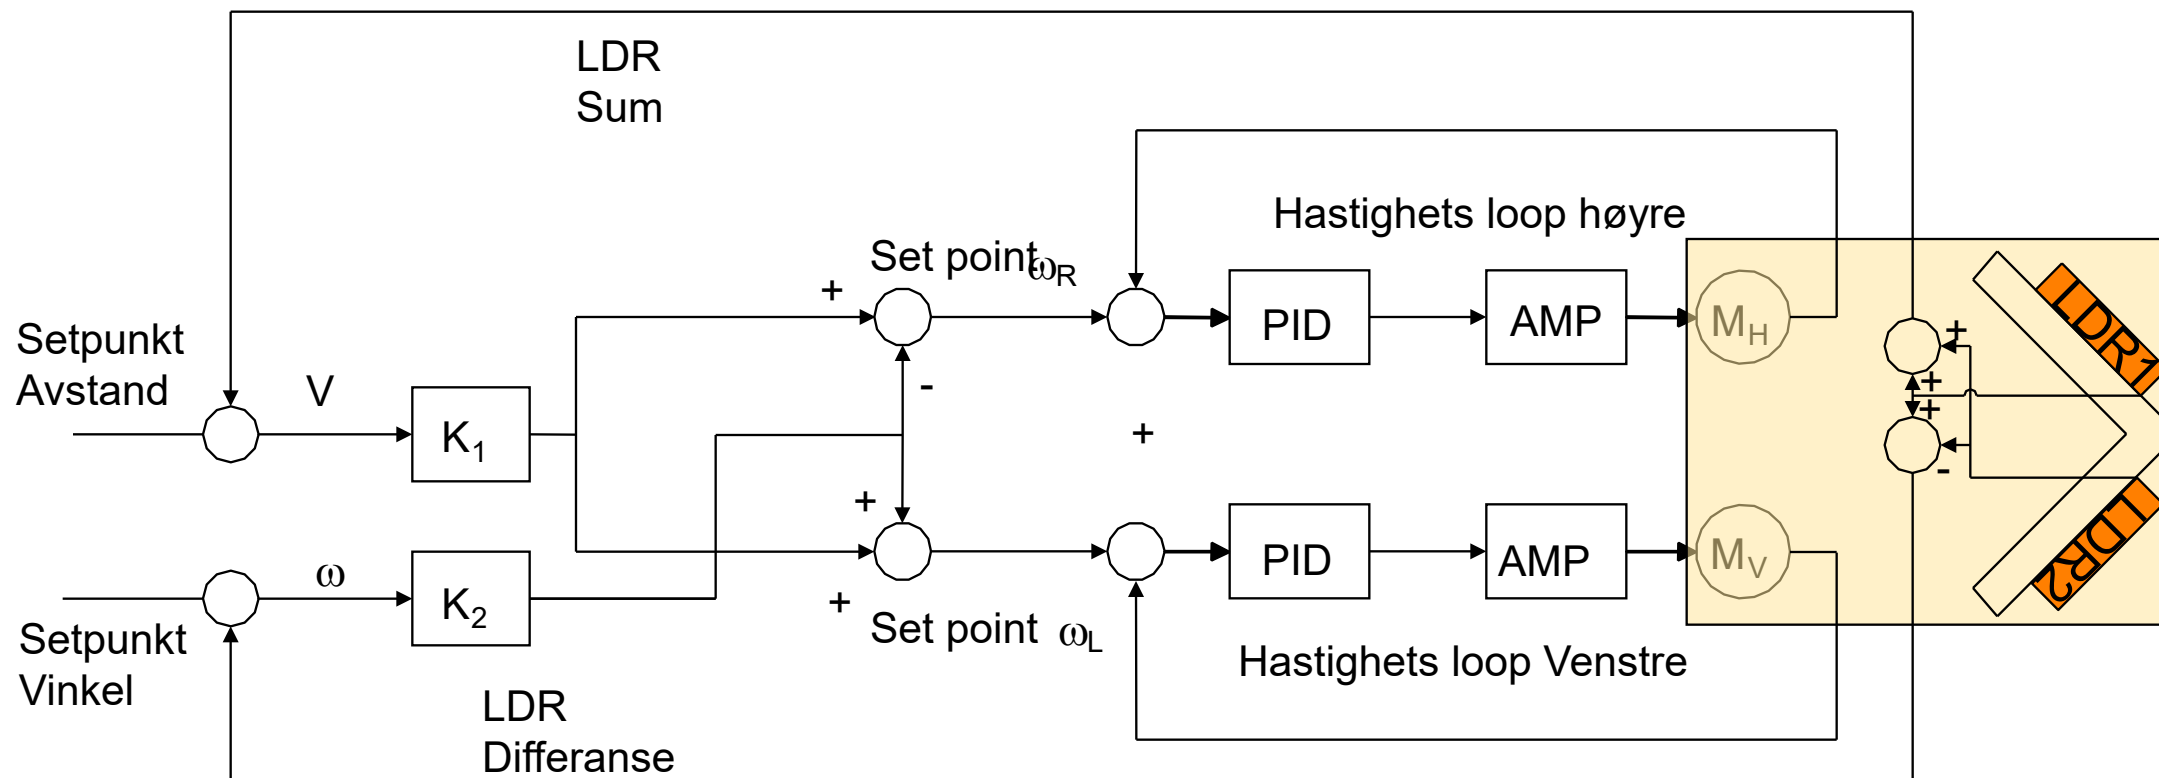 LDR
Sum
Hastighets loop høyre
Set point ωR
+
Setpunkt
Avstand
V
K1
-
PID
AMP
MH
+
+
+
-
LDR1
+
+
+
Setpunkt
Vinkel
ω
K2
Set point ωL
PID
AMP
MV
LDR2
Hastighets loop Venstre
LDR
Differanse